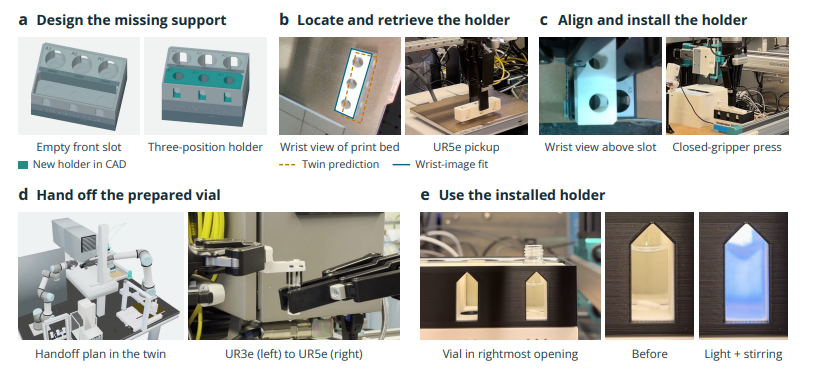 a Design the missing support
b Locate and retrieve the holder
c Align and install the holder
Empty front slot
Three-position holder
Wrist view of print bed
UR5e pickup
Wrist view above slot
Closed-gripper press
New holder in CAD
Twin prediction
Wrist-image fit
d Hand off the prepared vial
e Use the installed holder
Handoff plan in the twin
UR3e (left) to UR5e (right)
Vial in rightmost opening
Before
Light + stirring